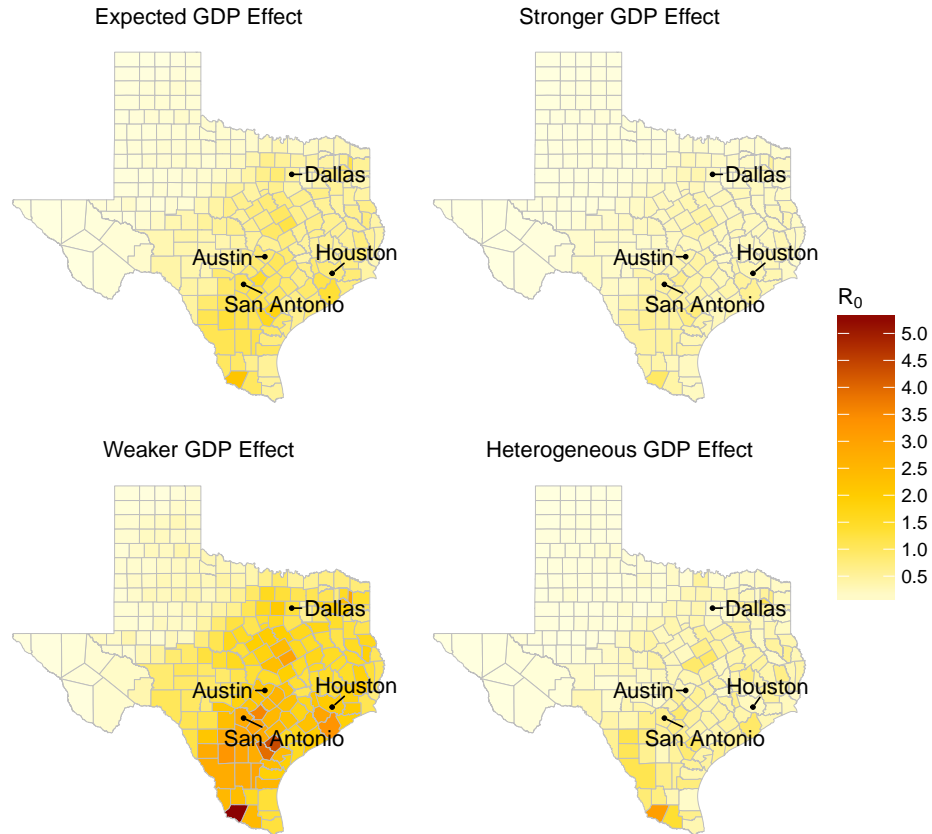 Expected GDP Effect
Stronger GDP Effect
Dallas
Austin
Houston
San Antonio
Dallas
Austin
Houston
San Antonio
R0
5.0
4.5
4.0
3.5
3.0
2.5
2.0
1.5
1.0
0.5
Weaker GDP Effect
Heterogeneous GDP Effect
Dallas
Austin
Houston
San Antonio
Dallas
Austin
Houston
San Antonio